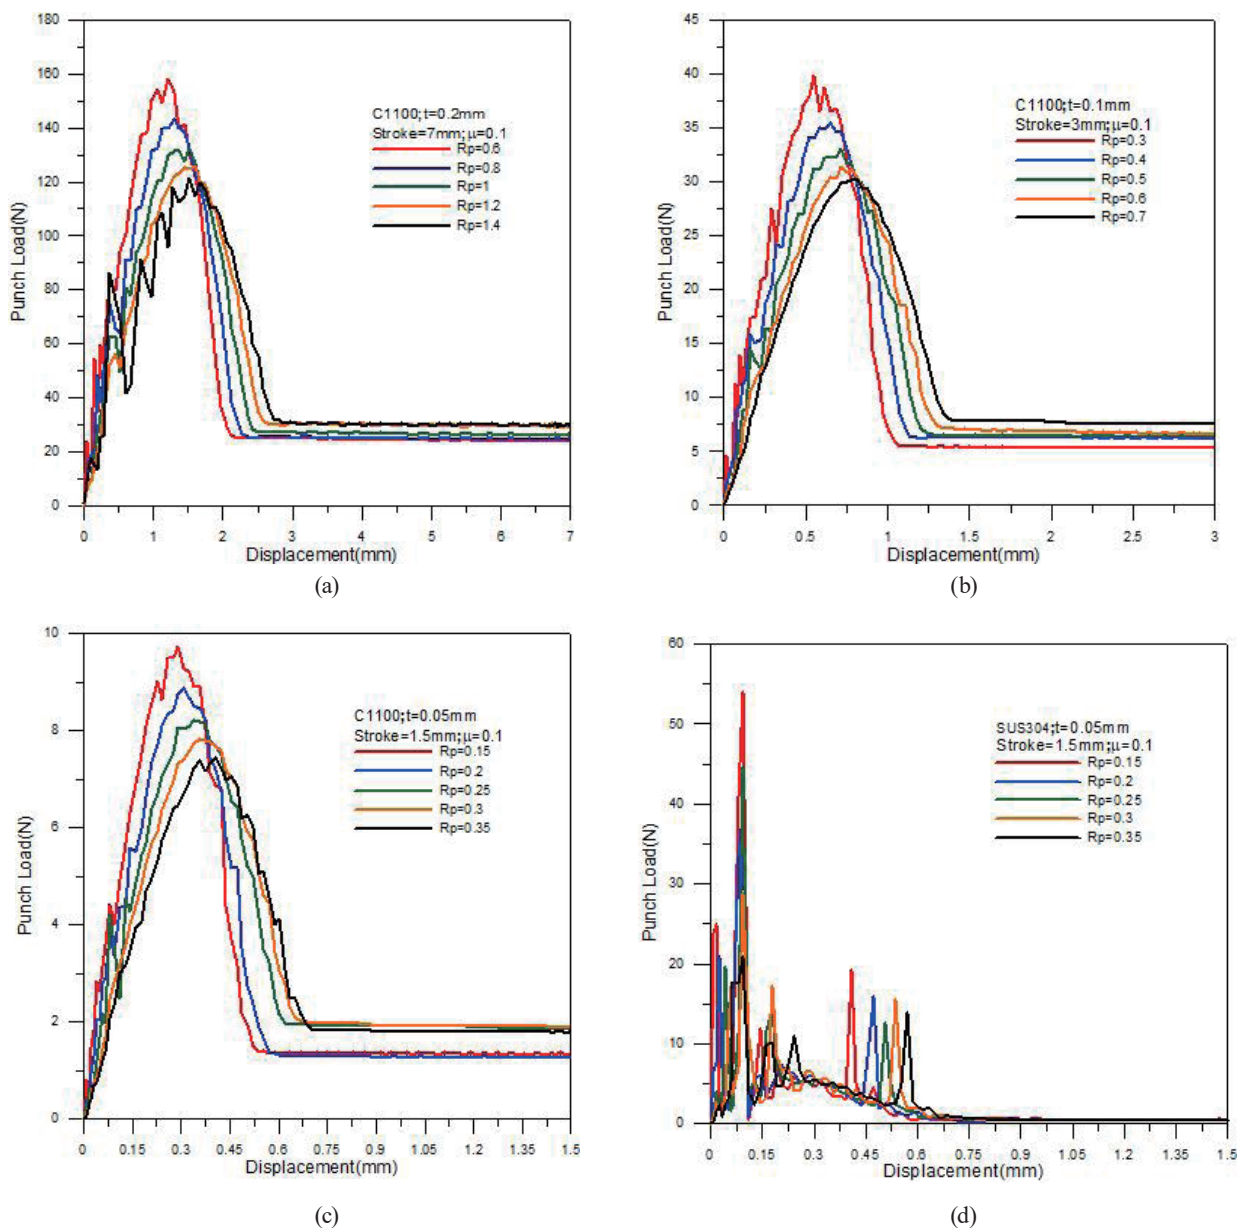 180
160
140
120
100
80
60
40
20
0
Punch Load(N)
C1100;t=0.2mm
Stroke=7mm;μ=0.1
Rp=0.6
Rp=0.8
Rp=1
Rp=1.2
Rp=1.4
0 1 2 3 4 5 6 7
Displacement(mm)
(a)
45
40
35
30
25
20
15
10
5
0
Punch Load(N)
C1100;t=0.1mm
Stroke=3mm;μ=0.1
Rp=0.3
Rp=0.4
Rp=0.5
Rp=0.6
Rp=0.7
0 0.5 1 1.5 2 2.5 3
Displacement(mm)
(b)
10
8
6
4
2
0
Punch Load(N)
C1100;t=0.05mm
Stroke=1.5mm;μ=0.1
Rp=0.15
Rp=0.2
Rp=0.25
Rp=0.3
Rp=0.35
0 0.15 0.3 0.45 0.6 0.75 0.9 1.05 1.2 1.35 1.5
Displacement(mm)
(c)
60
50
40
30
20
10
0
Punch Load(N)
SUS304;t=0.05mm
Stroke=1.5mm;μ=0.1
Rp=0.15
Rp=0.2
Rp=0.25
Rp=0.3
Rp=0.35
0 0.15 0.3 0.45 0.6 0.75 0.9 1.05 1.2 1.35 1.5
Displacement(mm)
(d)